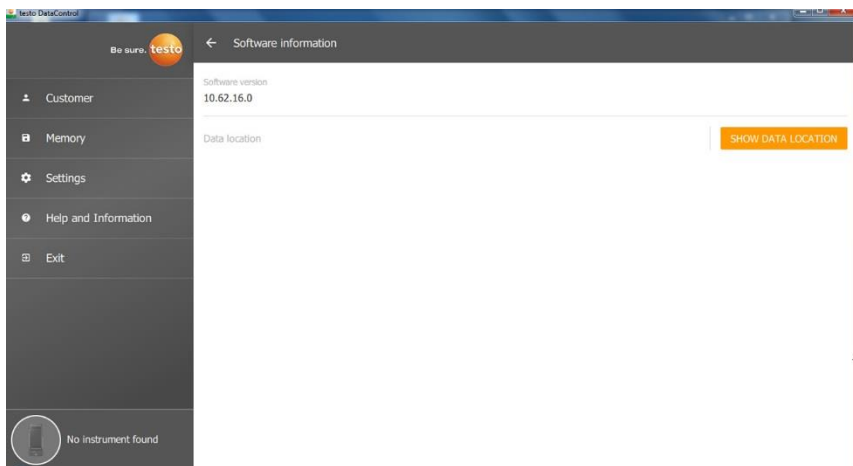 testo DataControl
Be sure. testo
← Software information
Customer
Memory
Settings
Help and Information
Exit
Software version
10.62.16.0
Data location
SHOW DATA LOCATION
No instrument found